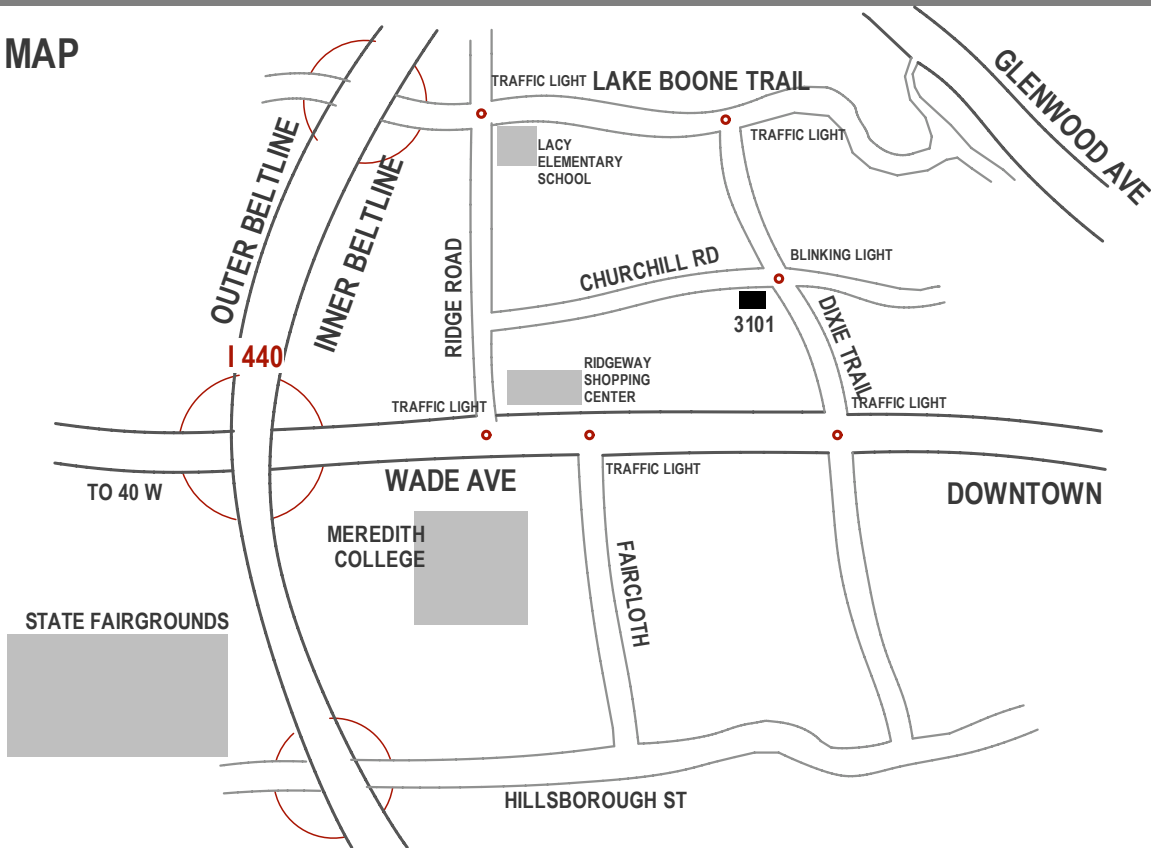 MAP
GLENWOOD AVE
TRAFFIC LIGHT
LAKE BOONE TRAIL
TRAFFIC LIGHT
LACY
ELEMENTARY
SCHOOL
OUTER BELTLINE
INNER BELTLINE
RIDGE ROAD
CHURCHILL RD
BLINKING LIGHT
3101
DIXIE TRAIL
I 440
RIDGEWAY
SHOPPING
CENTER
TRAFFIC LIGHT
TRAFFIC LIGHT
TRAFFIC LIGHT
WADE AVE
TO 40 W
DOWNTOWN
MEREDITH
COLLEGE
FAIRCLOTH
STATE FAIRGROUNDS
HILLSBOROUGH ST